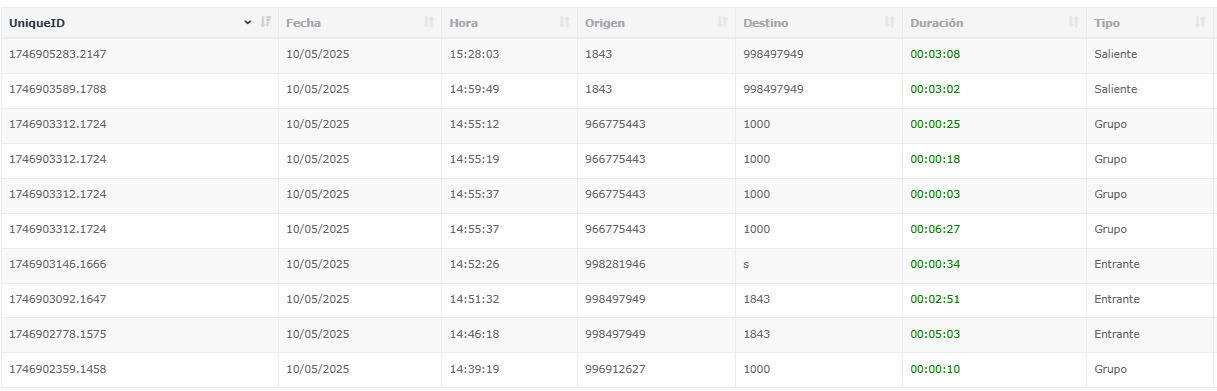 UniqueID Fecha Hora Origen Destino Duración Tipo
1746905283.2147 10/05/2025 15:28:03 1843 998497949 00:03:08 Saliente
1746903589.1788 10/05/2025 14:59:49 1843 998497949 00:03:02 Saliente
1746903312.1724 10/05/2025 14:55:12 966775443 1000 00:00:25 Grupo
1746903312.1724 10/05/2025 14:55:19 966775443 1000 00:00:18 Grupo
1746903312.1724 10/05/2025 14:55:37 966775443 1000 00:00:03 Grupo
1746903312.1724 10/05/2025 14:55:37 966775443 1000 00:06:27 Grupo
1746903146.1666 10/05/2025 14:52:26 998281946 s 00:00:34 Entrante
1746903092.1647 10/05/2025 14:51:32 998497949 1843 00:02:51 Entrante
1746902778.1575 10/05/2025 14:46:18 998497949 1843 00:05:03 Entrante
1746902359.1458 10/05/2025 14:39:19 996912627 1000 00:00:10 Grupo